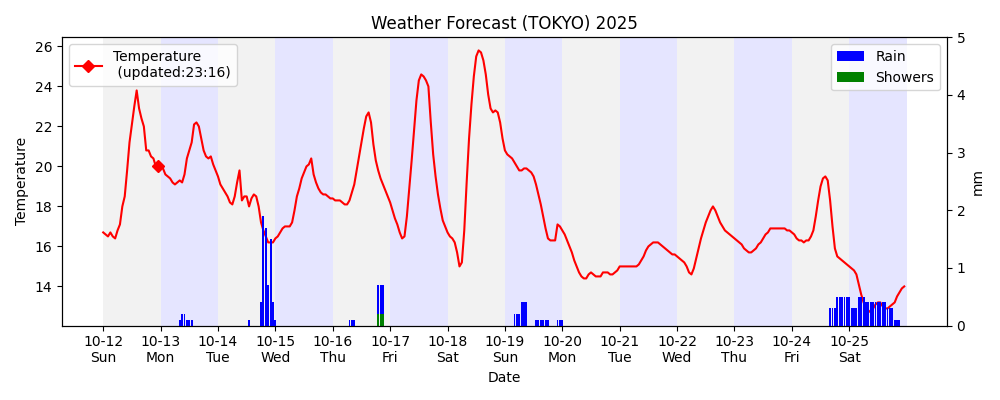 Weather Forecast (TOKYO) 2025
Temperature
(updated:23:16)
Rain
Showers
Temperature
26
24
22
20
18
16
14
5
4
3
2
1
0
mm
10-12 10-13 10-14 10-15 10-16 10-17 10-18 10-19 10-20 10-21 10-22 10-23 10-24 10-25
Sun Mon Tue Wed Thu Fri Sat Sun Mon Tue Wed Thu Fri Sat
Date